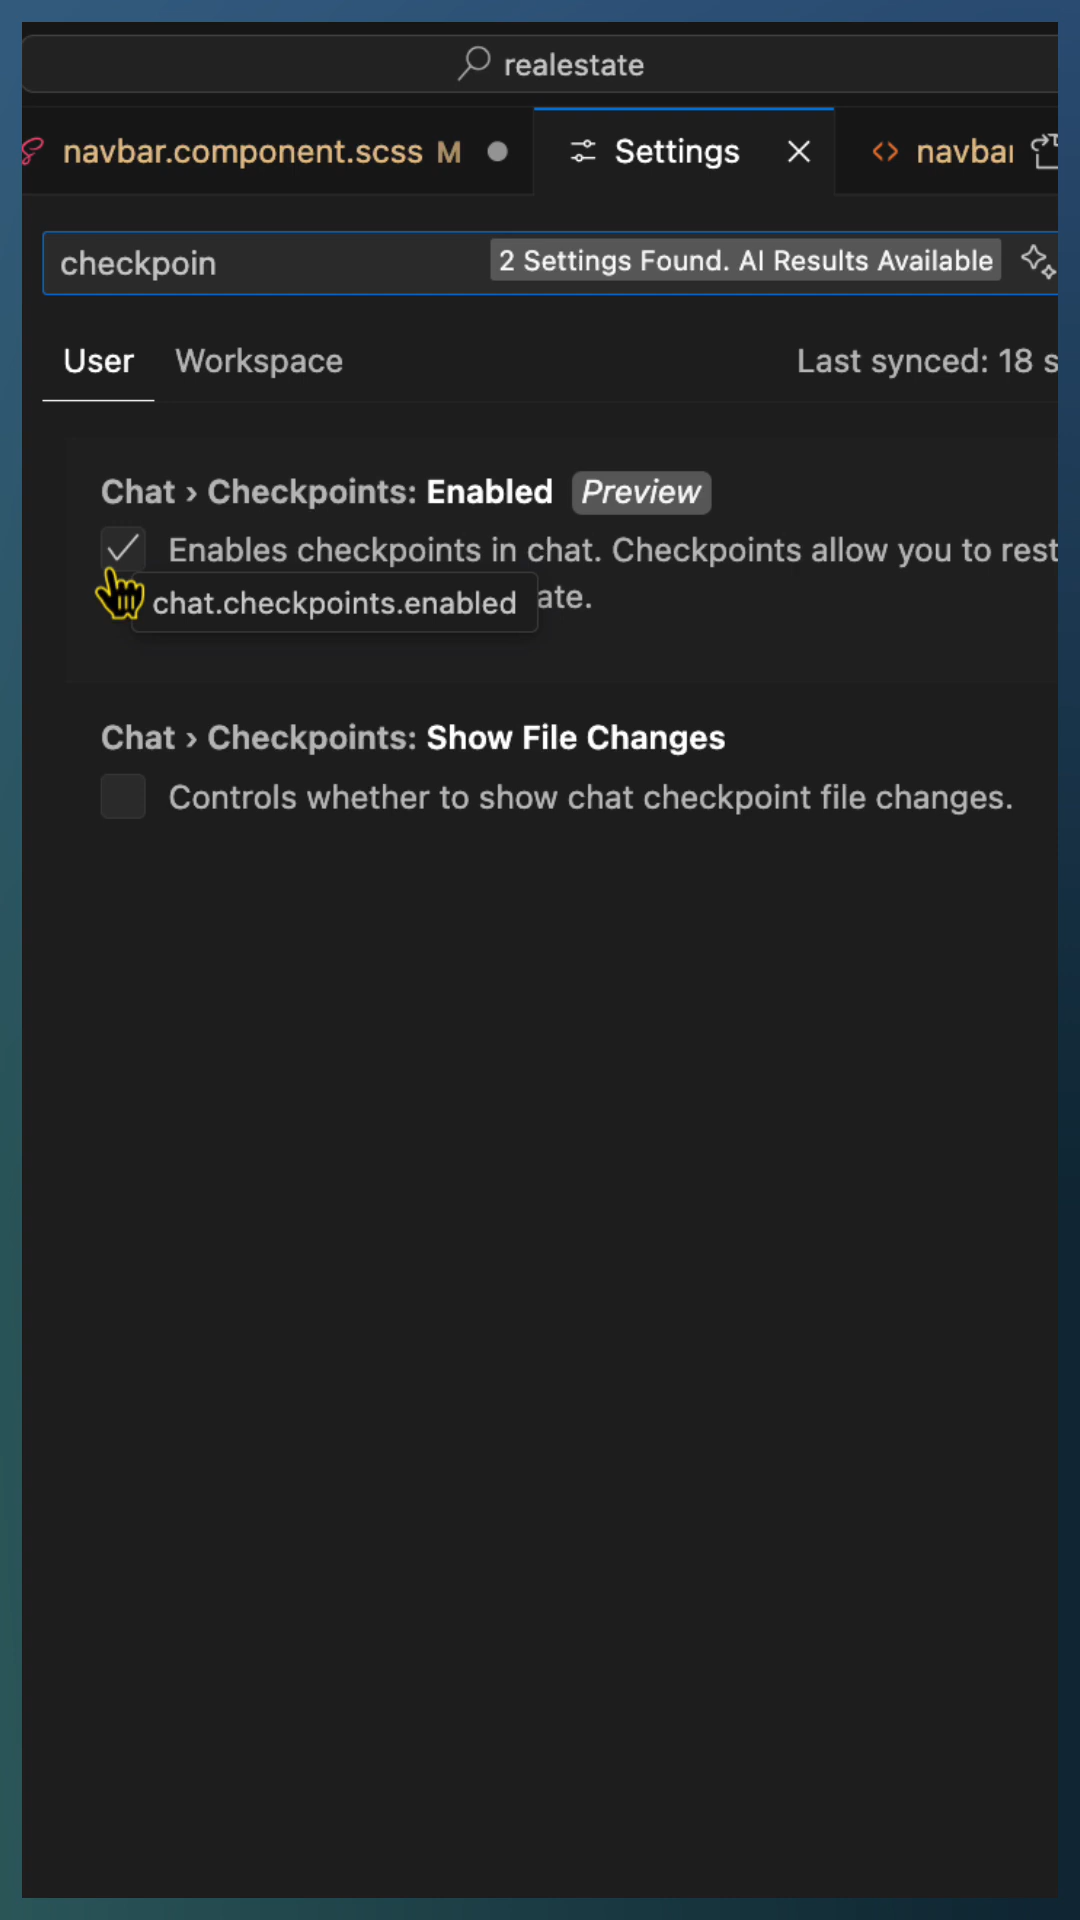 realestate
navbar.component.scss M
Settings
navbar
checkpoin
2 Settings Found. AI Results Available
User
Workspace
Last synced: 18 s
Chat › Checkpoints: Enabled Preview
Enables checkpoints in chat. Checkpoints allow you to rest
chat.checkpoints.enabled
ate.
Chat › Checkpoints: Show File Changes
Controls whether to show chat checkpoint file changes.